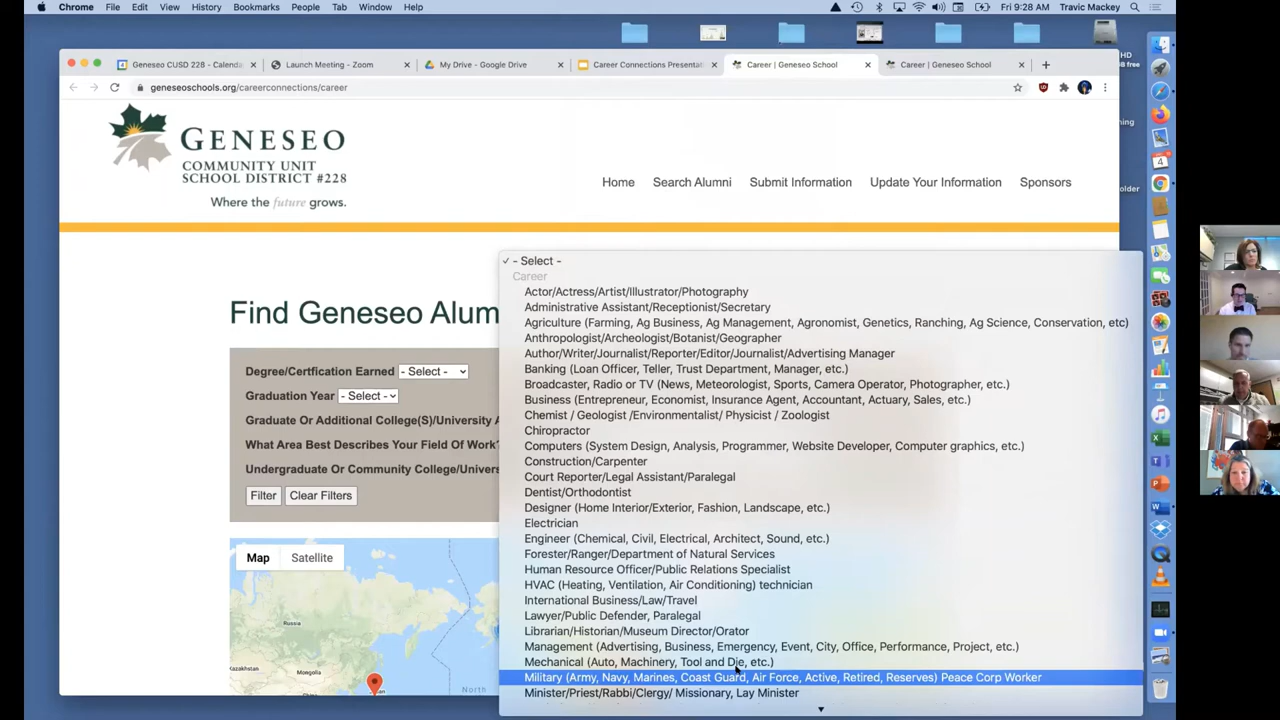 Chrome File Edit View History Bookmarks People Tab Window Help
Fri 9:28 AM Travic Mackey
HD
Geneseo CUSD 228 - Calenda
Launch Meeting - Zoom
My Drive - Google Drive
Career Connections Presentat
Career | Geneseo School
Career | Geneseo School
geneseoschools.org/careerconnections/career
GENESEO
COMMUNITY UNIT
SCHOOL DISTRICT #228
Where the future grows.
Home Search Alumni Submit Information Update Your Information Sponsors
Find Geneseo Alum
Degree/Certfication Earned - Select -
Graduation Year - Select -
Graduate Or Additional College(S)/University A
What Area Best Describes Your Field Of Work?
Undergraduate Or Community College/Univers
Filter Clear Filters
Map Satellite
Russia
Kazakhstan
Mongolia
✓ - Select -
Career
Actor/Actress/Artist/Illustrator/Photography
Administrative Assistant/Receptionist/Secretary
Agriculture (Farming, Ag Business, Ag Management, Agronomist, Genetics, Ranching, Ag Science, Conservation, etc)
Anthropologist/Archeologist/Botanist/Geographer
Author/Writer/Journalist/Reporter/Editor/Journalist/Advertising Manager
Banking (Loan Officer, Teller, Trust Department, Manager, etc.)
Broadcaster, Radio or TV (News, Meteorologist, Sports, Camera Operator, Photographer, etc.)
Business (Entrepreneur, Economist, Insurance Agent, Accountant, Actuary, Sales, etc.)
Chemist / Geologist /Environmentalist/ Physicist / Zoologist
Chiropractor
Computers (System Design, Analysis, Programmer, Website Developer, Computer graphics, etc.)
Construction/Carpenter
Court Reporter/Legal Assistant/Paralegal
Dentist/Orthodontist
Designer (Home Interior/Exterior, Fashion, Landscape, etc.)
Electrician
Engineer (Chemical, Civil, Electrical, Architect, Sound, etc.)
Forester/Ranger/Department of Natural Services
Human Resource Officer/Public Relations Specialist
HVAC (Heating, Ventilation, Air Conditioning) technician
International Business/Law/Travel
Lawyer/Public Defender, Paralegal
Librarian/Historian/Museum Director/Orator
Management (Advertising, Business, Emergency, Event, City, Office, Performance, Project, etc.)
Mechanical (Auto, Machinery, Tool and Die, etc.)
Military (Army, Navy, Marines, Coast Guard, Air Force, Active, Retired, Reserves) Peace Corp Worker
Minister/Priest/Rabbi/Clergy/ Missionary, Lay Minister